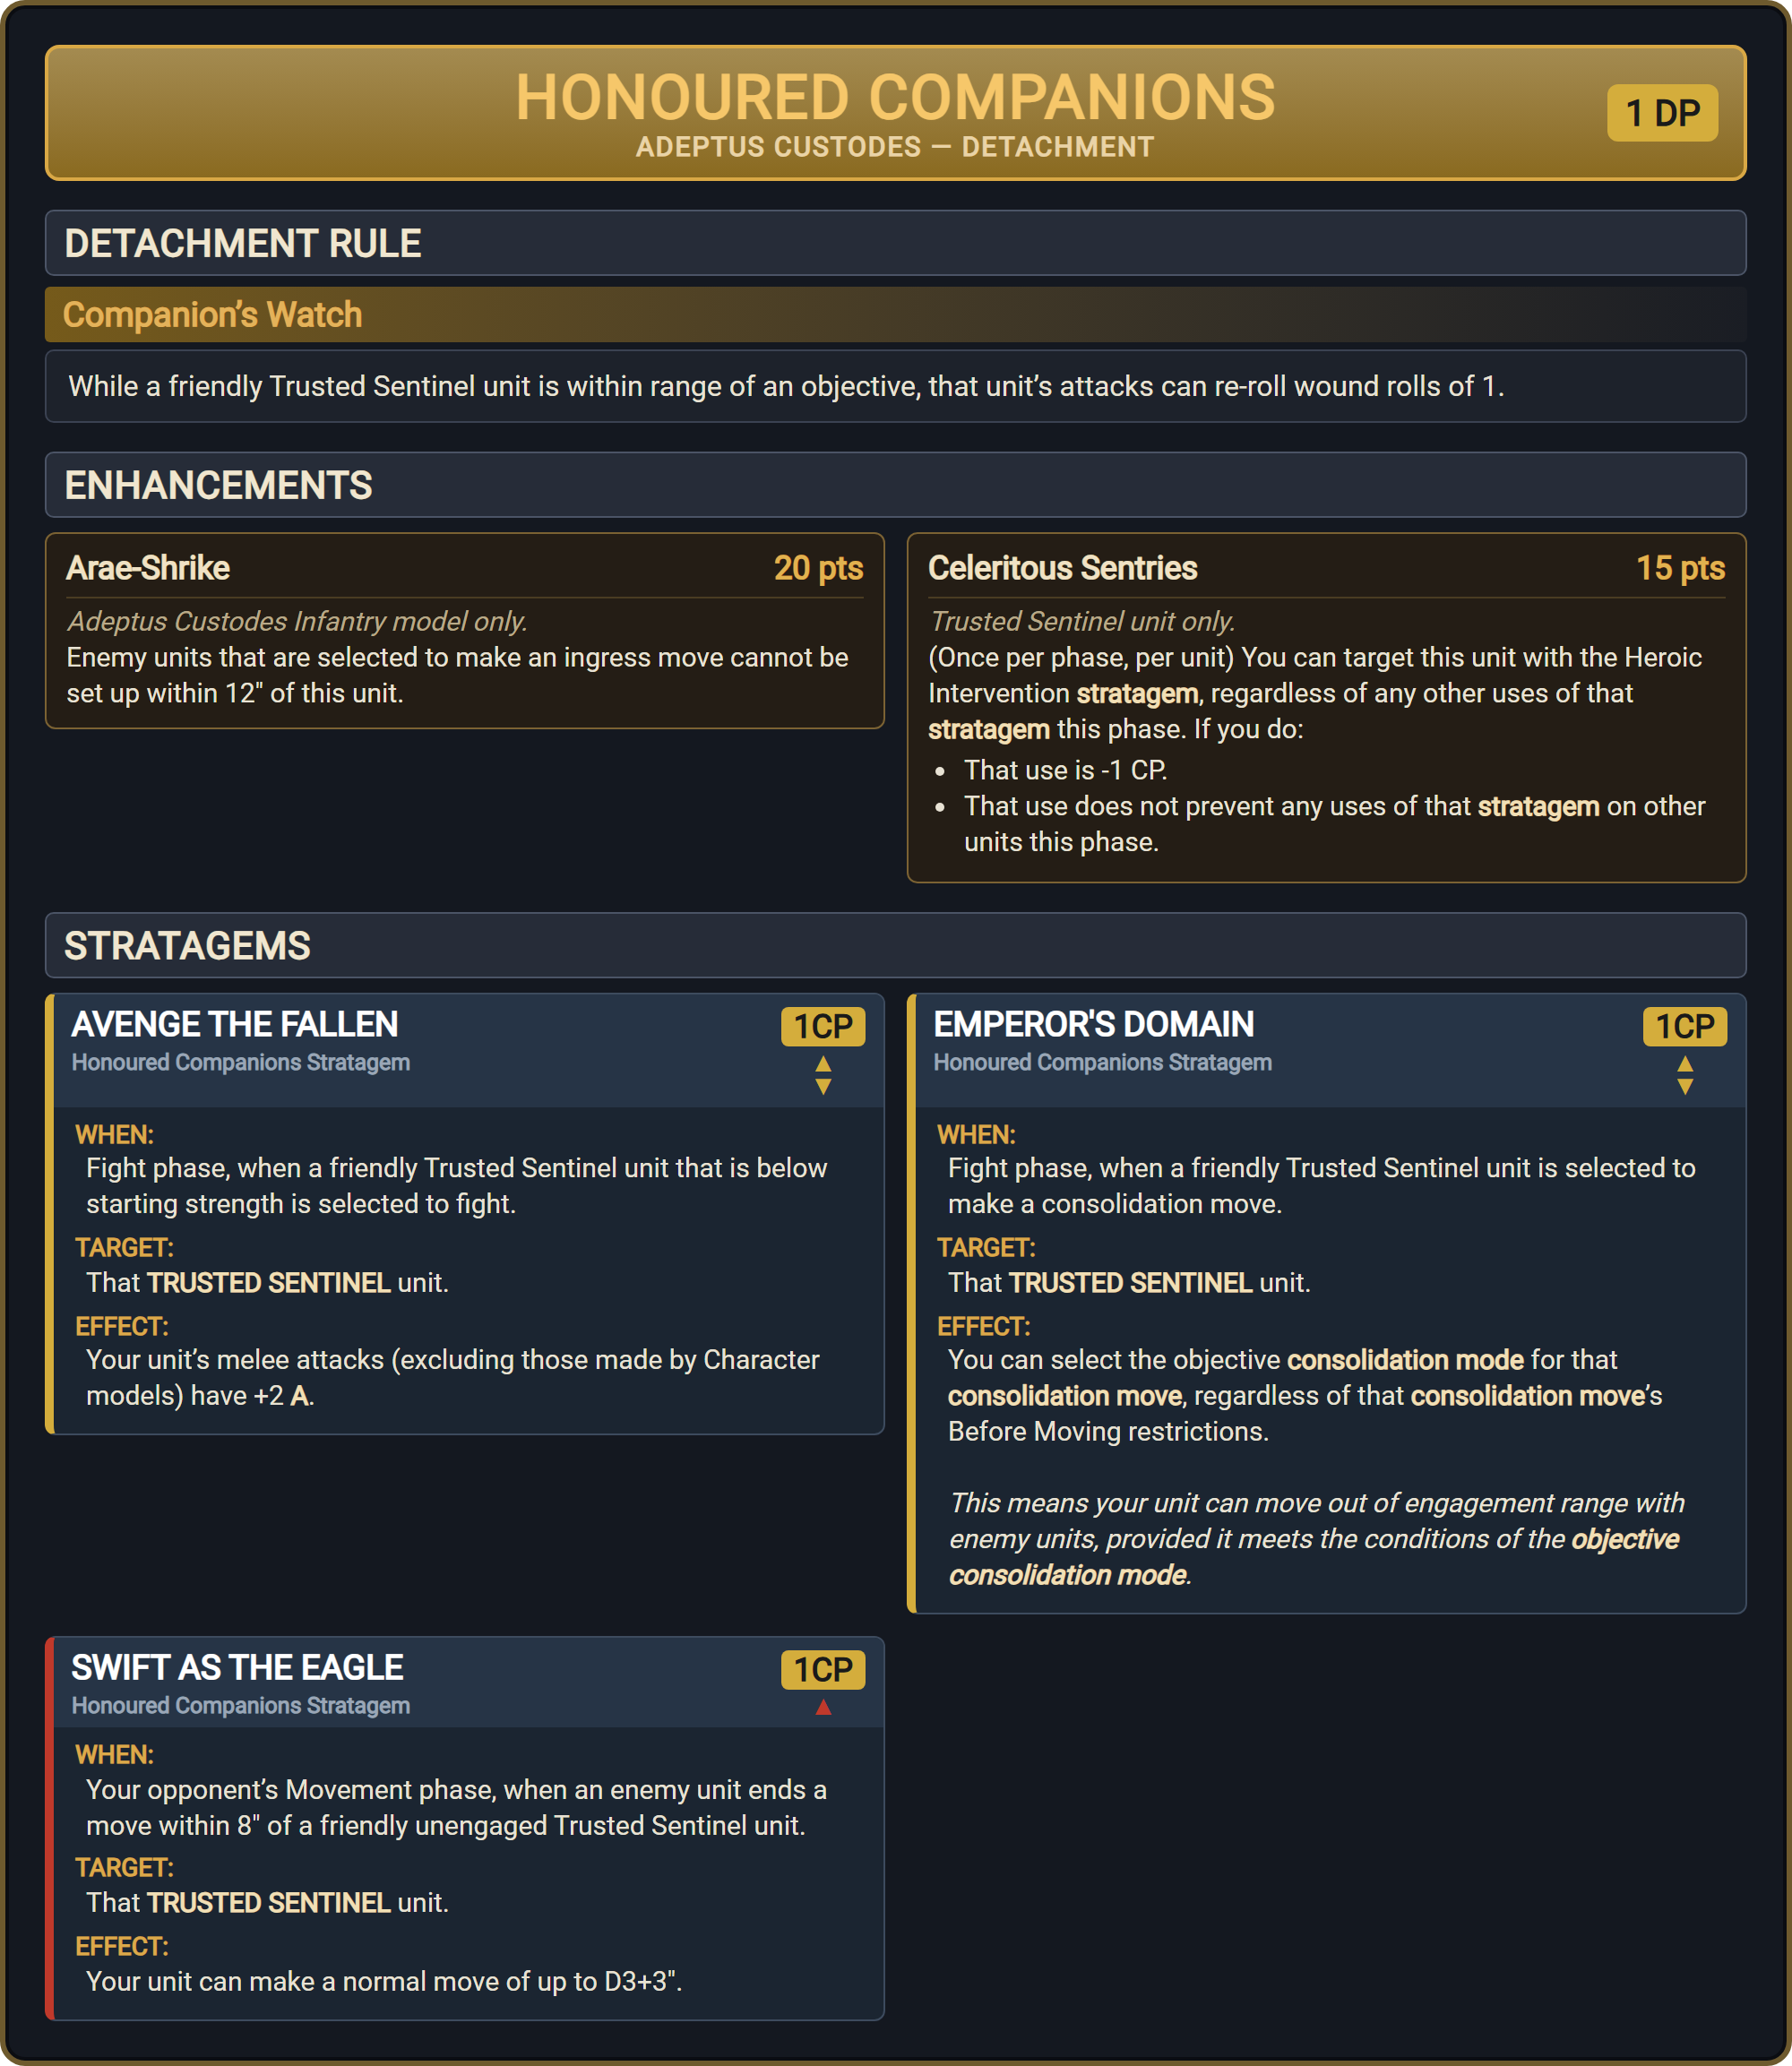 HONOURED COMPANIONS
ADEPTUS CUSTODES — DETACHMENT
1 DP
DETACHMENT RULE
Companion’s Watch
While a friendly Trusted Sentinel unit is within range of an objective, that unit’s attacks can re-roll wound rolls of 1.
ENHANCEMENTS
Arae-Shrike 20 pts
Adeptus Custodes Infantry model only.
Enemy units that are selected to make an ingress move cannot be
set up within 12" of this unit.
Celeritous Sentries 15 pts
Trusted Sentinel unit only.
(Once per phase, per unit) You can target this unit with the Heroic
Intervention stratagem, regardless of any other uses of that
stratagem this phase. If you do:
• That use is -1 CP.
• That use does not prevent any uses of that stratagem on other
units this phase.
STRATAGEMS
AVENGE THE FALLEN 1CP
Honoured Companions Stratagem
▲
▼
WHEN:
Fight phase, when a friendly Trusted Sentinel unit that is below
starting strength is selected to fight.
TARGET:
That TRUSTED SENTINEL unit.
EFFECT:
Your unit’s melee attacks (excluding those made by Character
models) have +2 A.
EMPEROR'S DOMAIN 1CP
Honoured Companions Stratagem
▲
▼
WHEN:
Fight phase, when a friendly Trusted Sentinel unit is selected to
make a consolidation move.
TARGET:
That TRUSTED SENTINEL unit.
EFFECT:
You can select the objective consolidation mode for that
consolidation move, regardless of that consolidation move’s
Before Moving restrictions.
This means your unit can move out of engagement range with
enemy units, provided it meets the conditions of the objective
consolidation mode.
SWIFT AS THE EAGLE 1CP
Honoured Companions Stratagem
▲
WHEN:
Your opponent’s Movement phase, when an enemy unit ends a
move within 8" of a friendly unengaged Trusted Sentinel unit.
TARGET:
That TRUSTED SENTINEL unit.
EFFECT:
Your unit can make a normal move of up to D3+3".